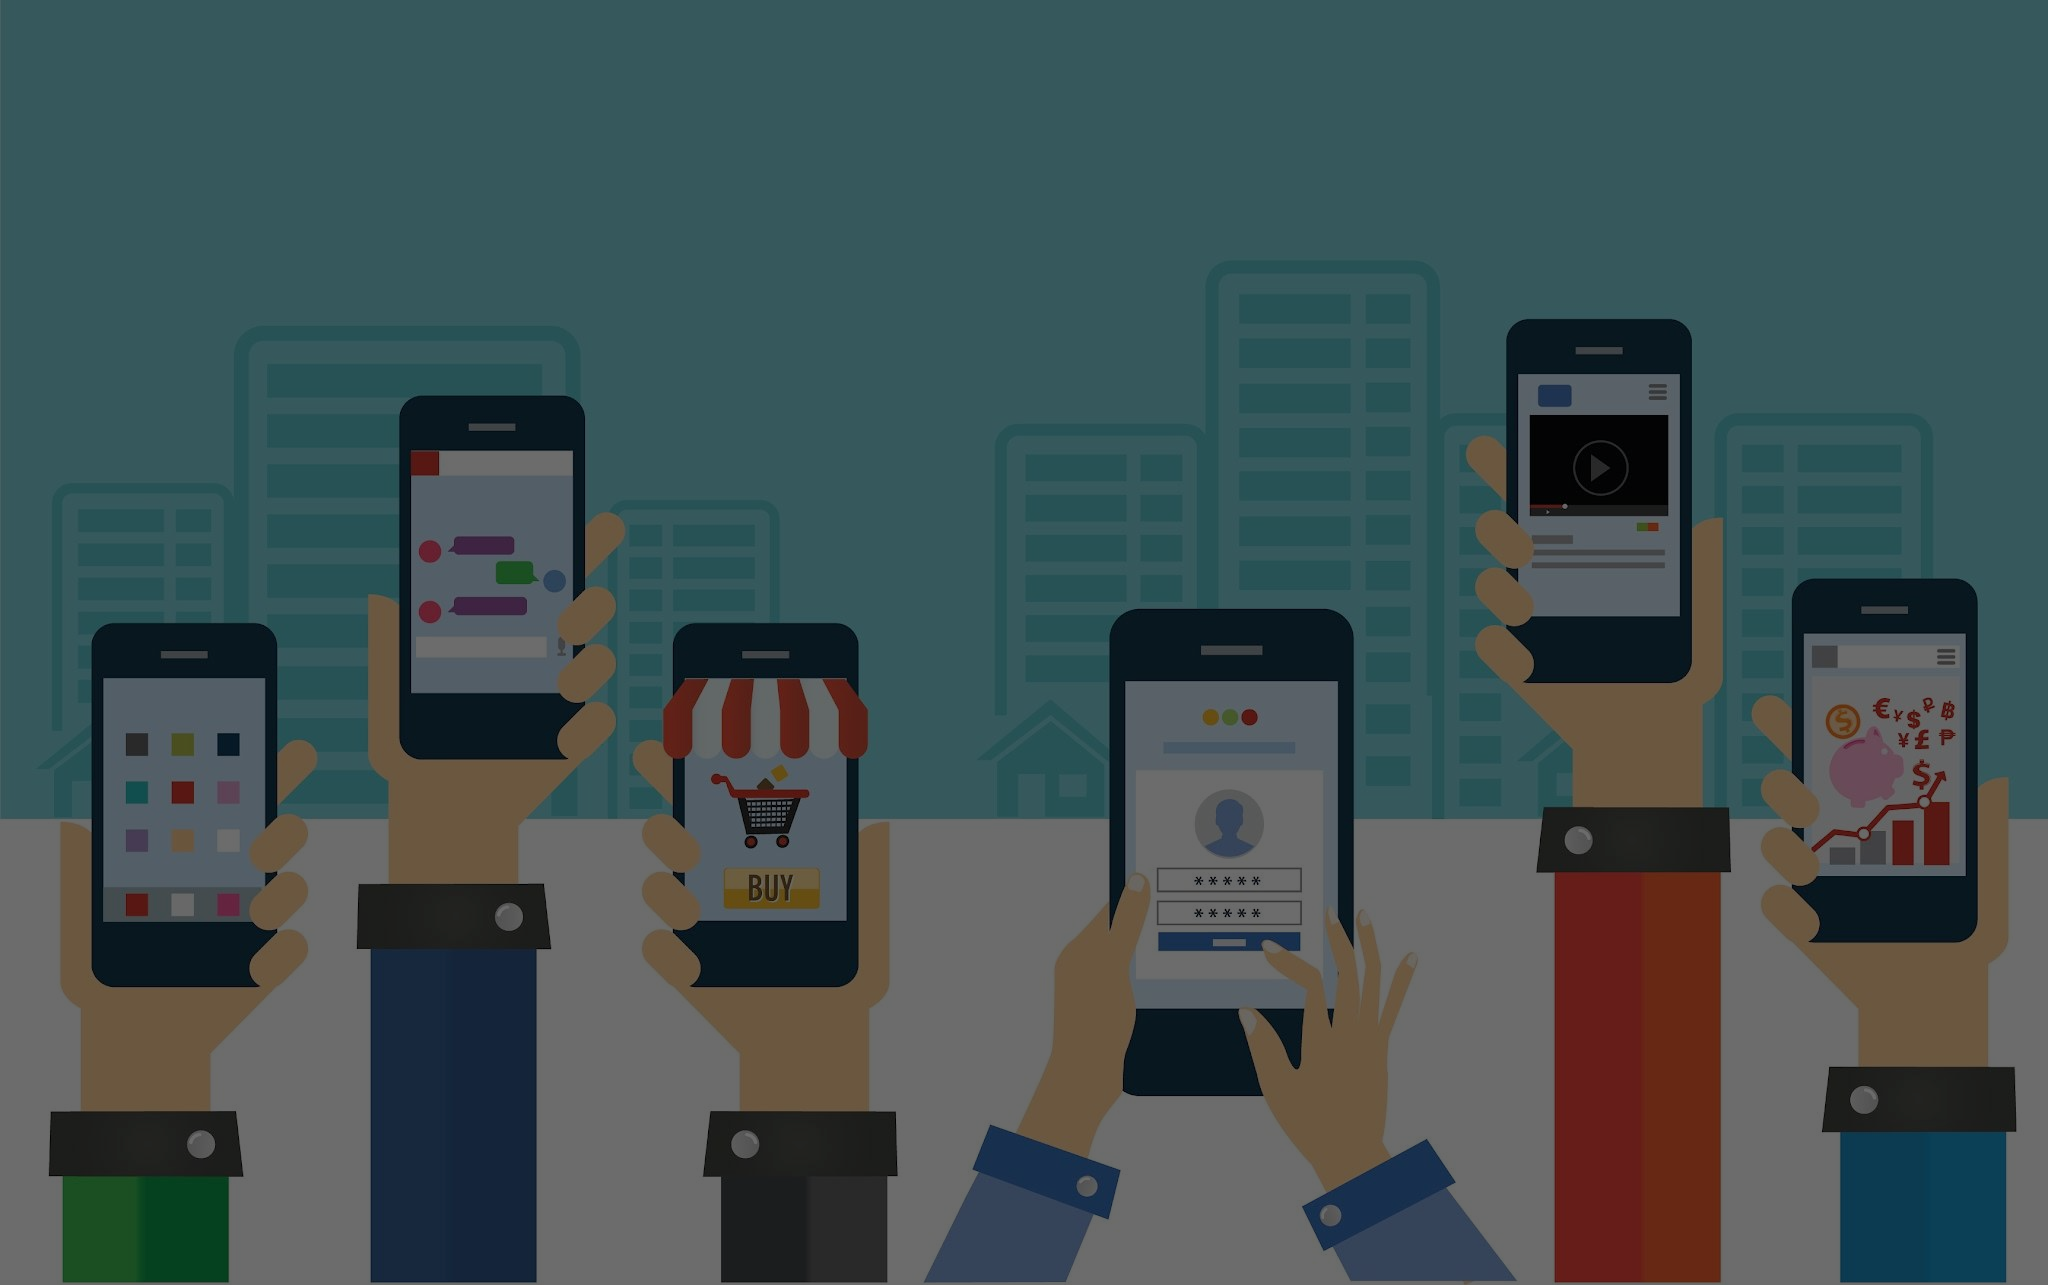 € ¥ $ ₽ ฿
$
¥ £ ₱
$
BUY
*****
*****